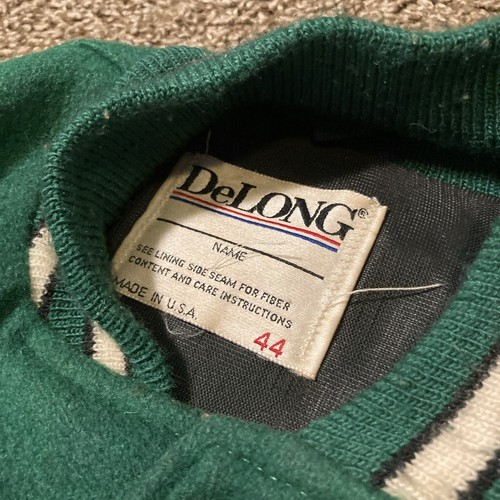 DeLONG®
NAME
SEE LINING SIDE SEAM FOR FIBER
CONTENT AND CARE INSTRUCTIONS
MADE IN U.S.A.
44